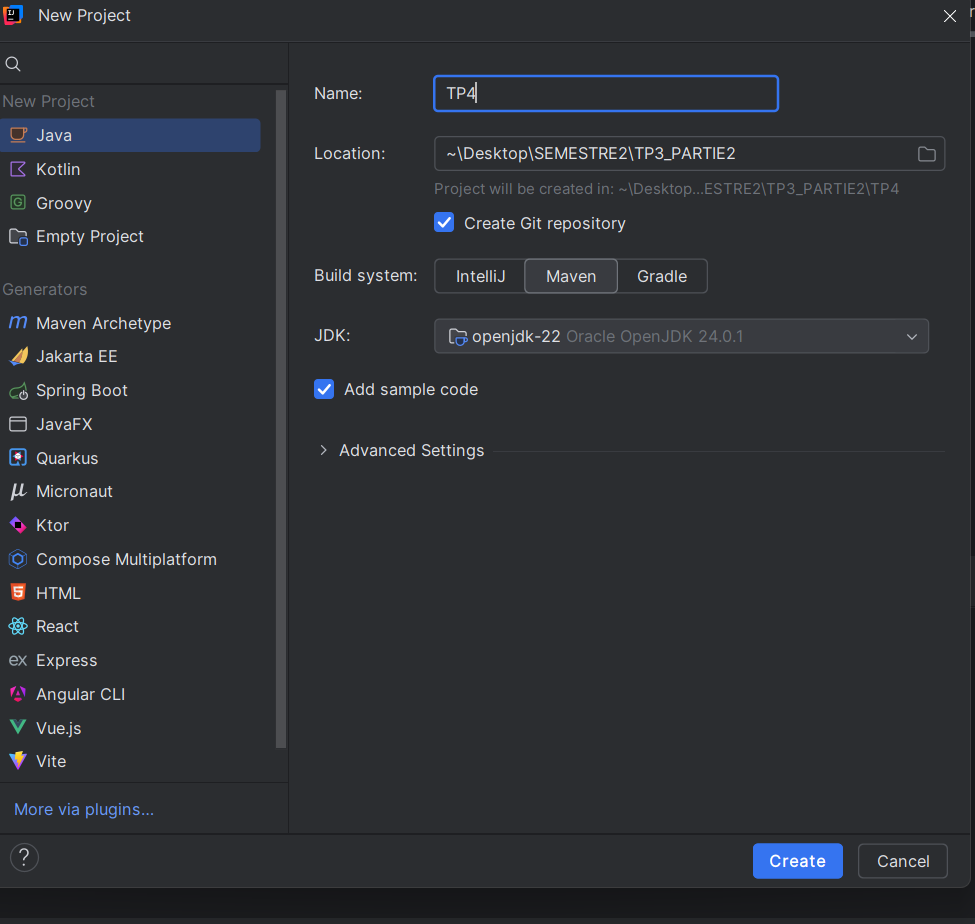 New Project
New Project
Java
Kotlin
Groovy
Empty Project
Generators
Maven Archetype
Jakarta EE
Spring Boot
JavaFX
Quarkus
Micronaut
Ktor
Compose Multiplatform
HTML
React
Express
Angular CLI
Vue.js
Vite
More via plugins...
Name: TP4
Location: ~\Desktop\SEMESTRE2\TP3_PARTIE2
Project will be created in: ~\Desktop...ESTRE2\TP3_PARTIE2\TP4
Create Git repository
Build system: IntelliJ Maven Gradle
JDK: openjdk-22 Oracle OpenJDK 24.0.1
Add sample code
Advanced Settings
? Create Cancel